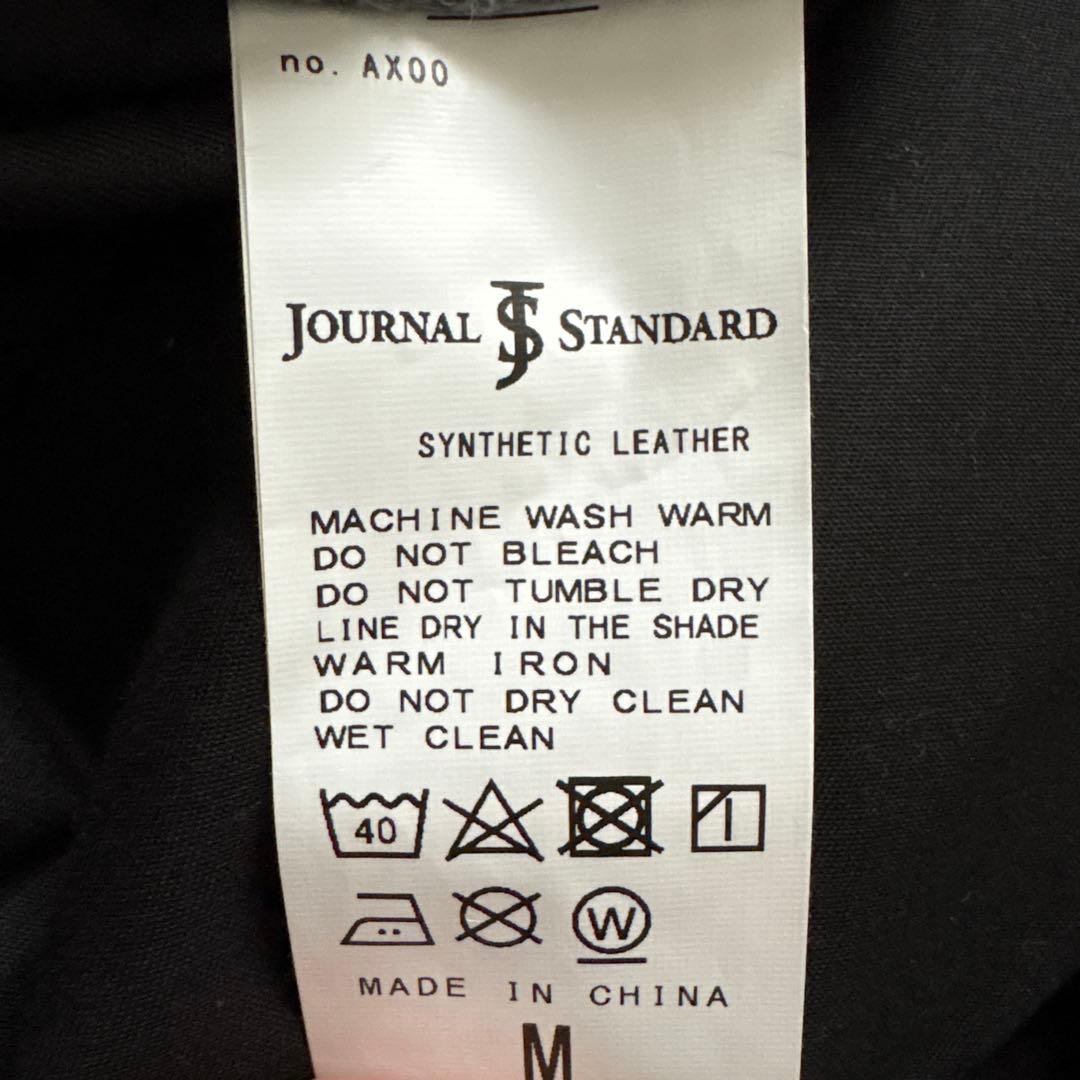 no. AX00
JOURNAL JS STANDARD
SYNTHETIC LEATHER
MACHINE WASH WARM
DO NOT BLEACH
DO NOT TUMBLE DRY
LINE DRY IN THE SHADE
WARM IRON
DO NOT DRY CLEAN
WET CLEAN
40
W
MADE IN CHINA
M